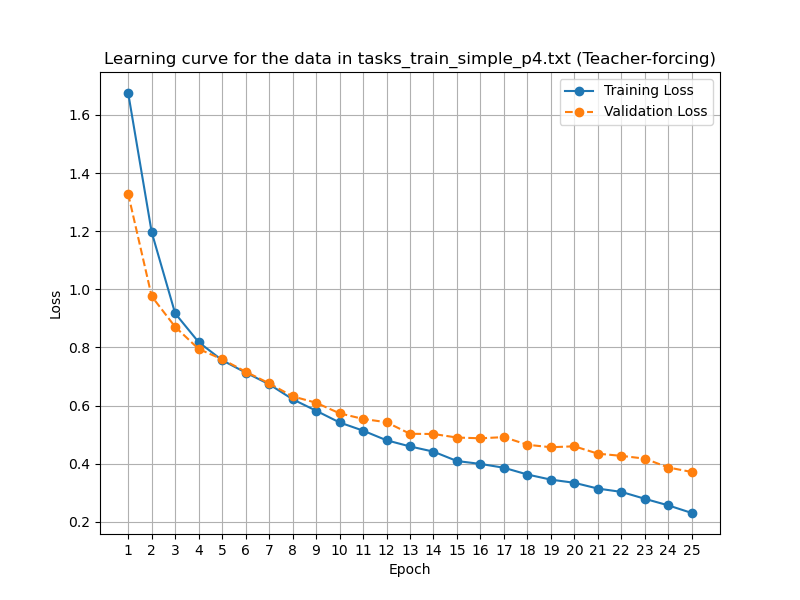 Learning curve for the data in tasks_train_simple_p4.txt (Teacher-forcing)
Training Loss
Validation Loss
1.6
1.4
1.2
1.0
0.8
0.6
0.4
0.2
Loss
1 2 3 4 5 6 7 8 9 10 11 12 13 14 15 16 17 18 19 20 21 22 23 24 25
Epoch